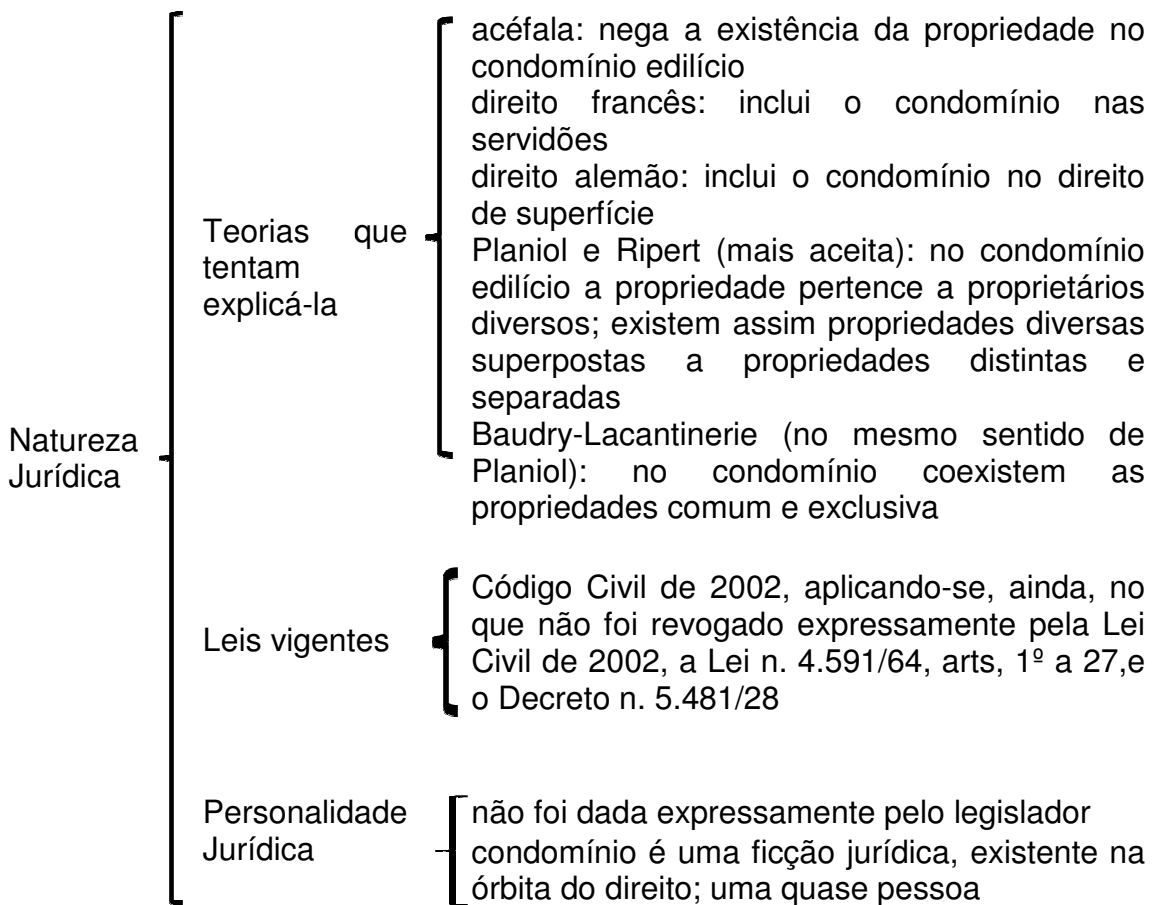 Natureza
Jurídica
Teorias que
tentam
explicá-la
acéfala: nega a existência da propriedade no
condomínio edilício
direito francês: inclui o condomínio nas
servidões
direito alemão: inclui o condomínio no direito
de superfície
Planiol e Ripert (mais aceita): no condomínio
edilício a propriedade pertence a proprietários
diversos; existem assim propriedades diversas
superpostas a propriedades distintas e
separadas
Baudry-Lacantinerie (no mesmo sentido de
Planiol): no condomínio coexistem as
propriedades comum e exclusiva
Leis vigentes
Código Civil de 2002, aplicando-se, ainda, no
que não foi revogado expressamente pela Lei
Civil de 2002, a Lei n. 4.591/64, arts, 1º a 27,e
o Decreto n. 5.481/28
Personalidade
Jurídica
não foi dada expressamente pelo legislador
condomínio é uma ficção jurídica, existente na
órbita do direito; uma quase pessoa